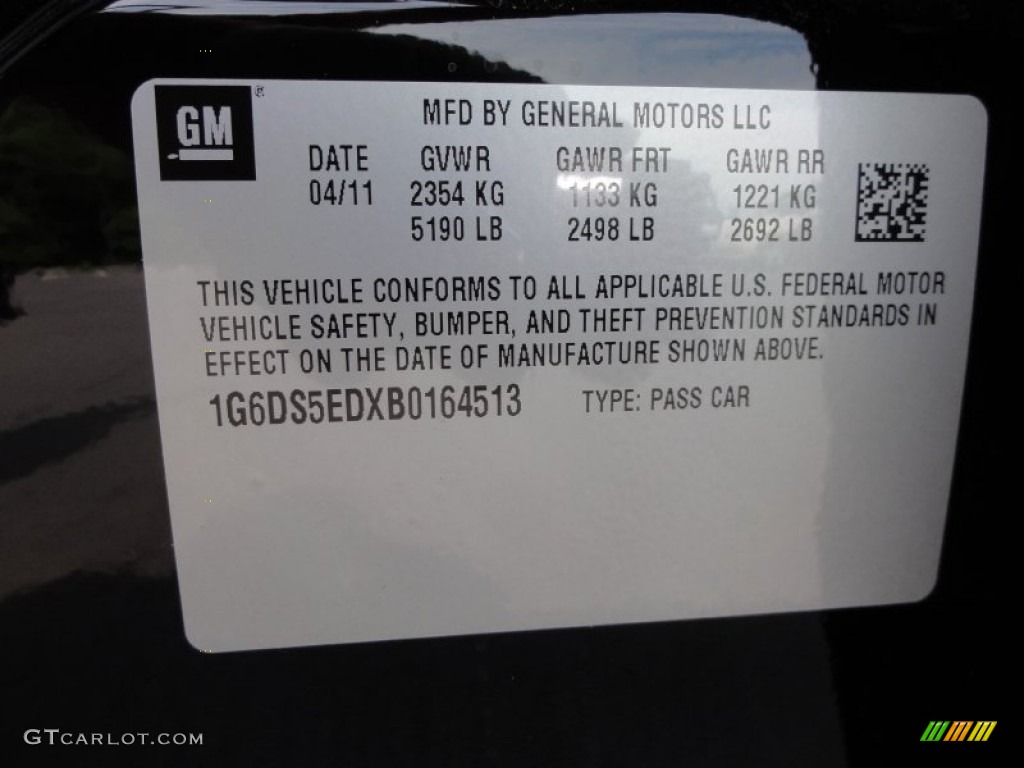 GM ®
MFD BY GENERAL MOTORS LLC
DATE GVWR GAWR FRT GAWR RR
04/11 2354 KG 1133 KG 1221 KG
5190 LB 2498 LB 2692 LB
THIS VEHICLE CONFORMS TO ALL APPLICABLE U.S. FEDERAL MOTOR
VEHICLE SAFETY, BUMPER, AND THEFT PREVENTION STANDARDS IN
EFFECT ON THE DATE OF MANUFACTURE SHOWN ABOVE.
1G6DS5EDXB0164513 TYPE: PASS CAR
GTCARLOT.COM